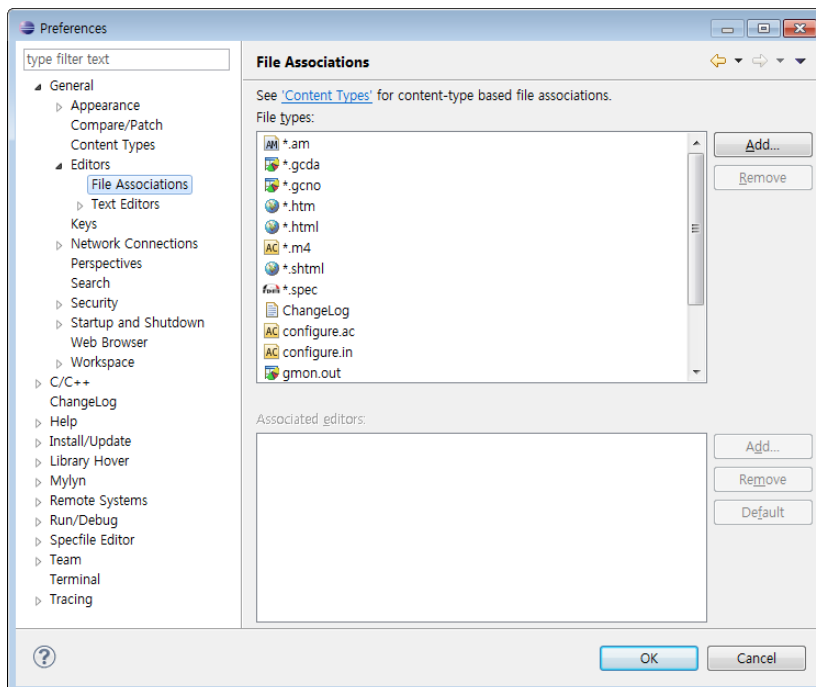 Preferences
type filter text
General
Appearance
Compare/Patch
Content Types
Editors
File Associations
Text Editors
Keys
Network Connections
Perspectives
Search
Security
Startup and Shutdown
Web Browser
Workspace
C/C++
ChangeLog
Help
Install/Update
Library Hover
Mylyn
Remote Systems
Run/Debug
Specfile Editor
Team
Terminal
Tracing
File Associations
See 'Content Types' for content-type based file associations.
File types:
AM *.am
*.gcda
*.gcno
*.htm
*.html
AC *.m4
*.shtml
*.spec
ChangeLog
AC configure.ac
AC configure.in
gmon.out
Add...
Remove
Associated editors:
Add...
Remove
Default
?
OK
Cancel